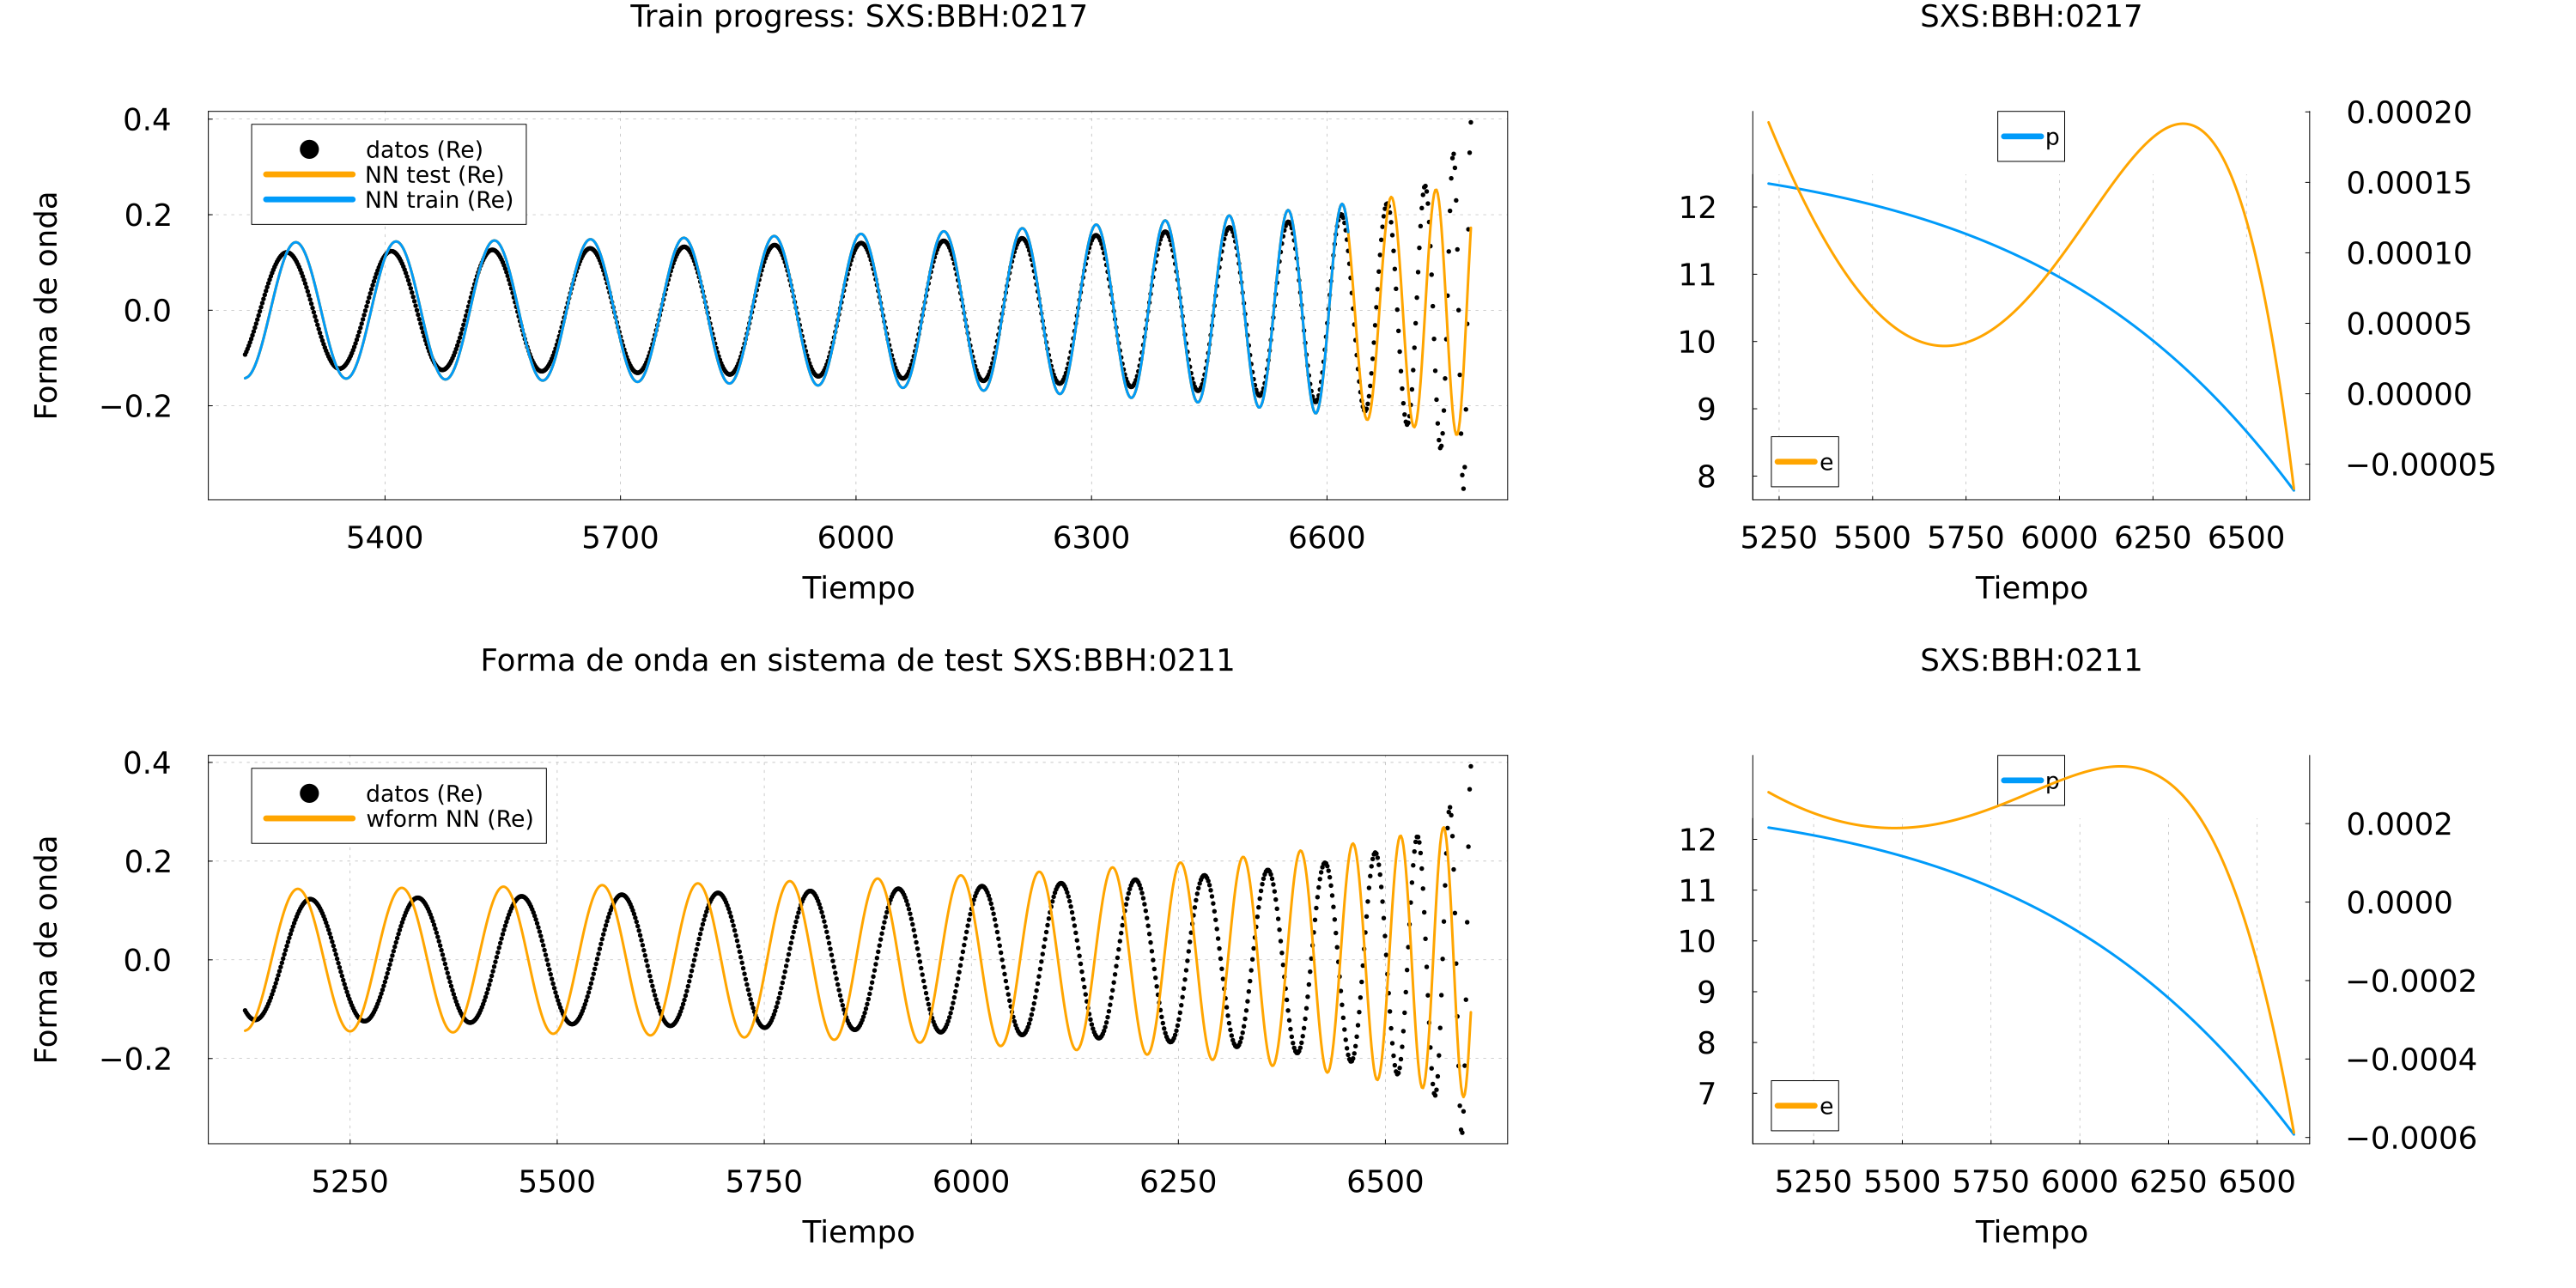 Train progress: SXS:BBH:0217
0.4
0.2
0.0
−0.2
Forma de onda
datos (Re)
NN test (Re)
NN train (Re)
5400 5700 6000 6300 6600
Tiempo
SXS:BBH:0217
12
11
10
9
8
p
e
0.00020
0.00015
0.00010
0.00005
0.00000
−0.00005
5250 5500 5750 6000 6250 6500
Tiempo
Forma de onda en sistema de test SXS:BBH:0211
0.4
0.2
0.0
−0.2
Forma de onda
datos (Re)
wform NN (Re)
5250 5500 5750 6000 6250 6500
Tiempo
SXS:BBH:0211
12
11
10
9
8
7
p
e
0.0002
0.0000
−0.0002
−0.0004
−0.0006
5250 5500 5750 6000 6250 6500
Tiempo